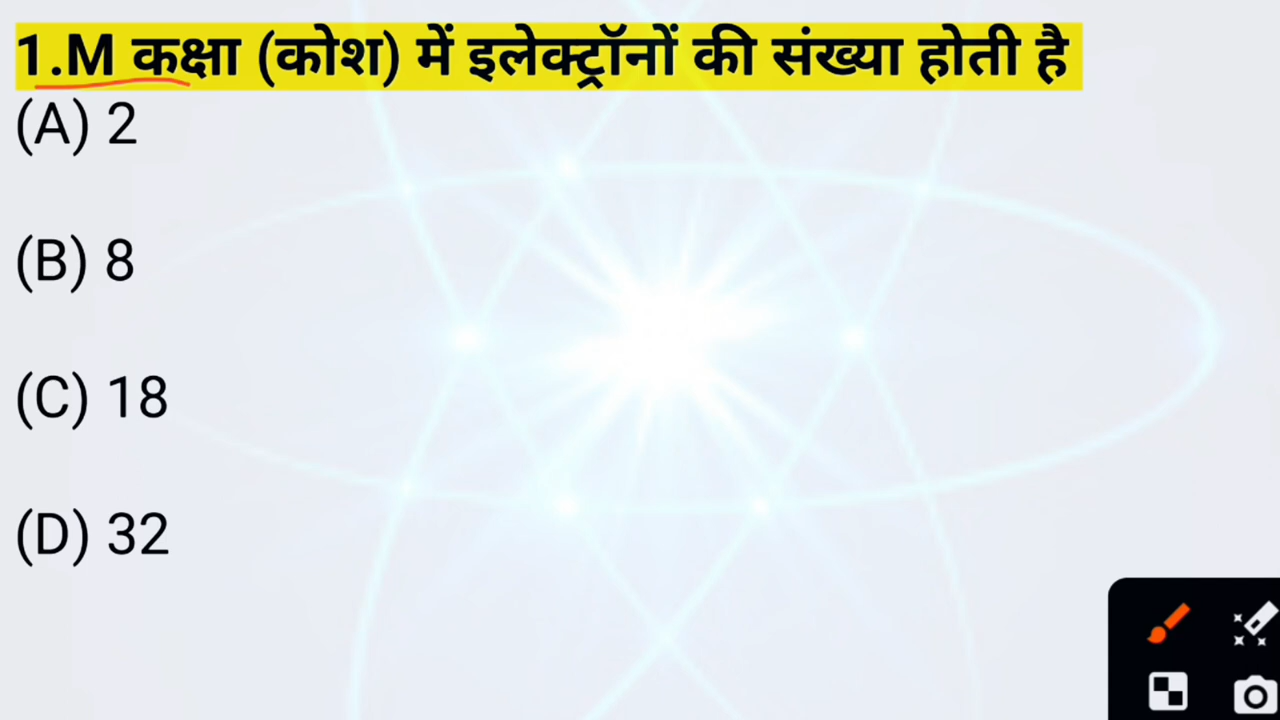 1.M कक्षा (कोश) में इलेक्ट्रॉनों की संख्या होती है
(A) 2
(B) 8
(C) 18
(D) 32